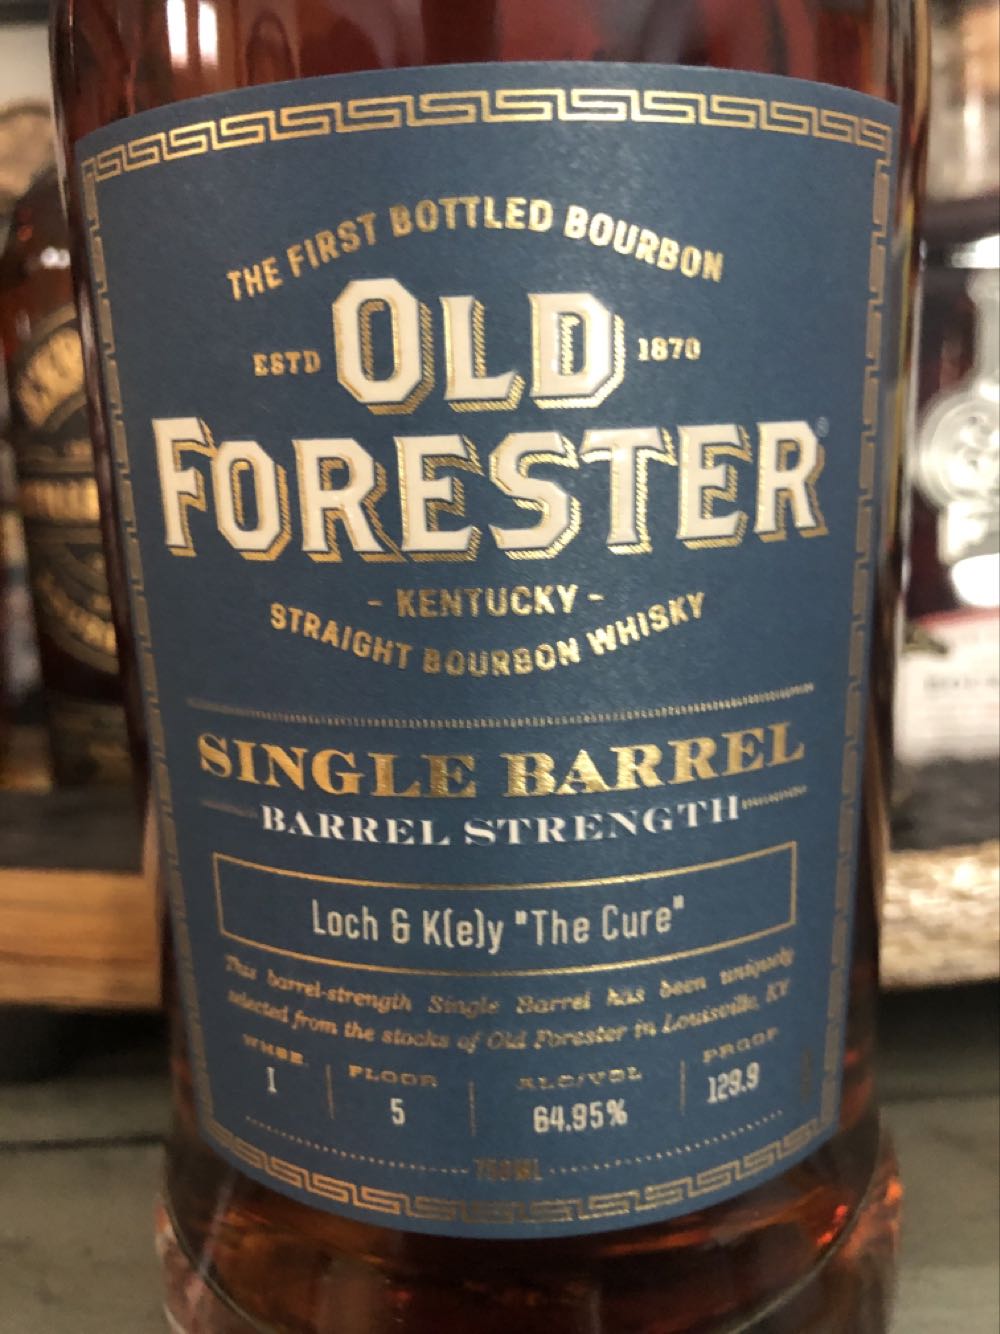 THE FIRST BOTTLED BOURBON
ESTD OLD 1870
FORESTER®
- KENTUCKY -
STRAIGHT BOURBON WHISKY
SINGLE BARREL
BARREL STRENGTH
Loch & K(e)y "The Cure"
This barrel-strength Single Barrel has been uniquely
selected from the stocks of Old Forester in Louisville, KY
WHSE FLOOR ALC/VOL PROOF
1 5 64.95% 129.9
750ML